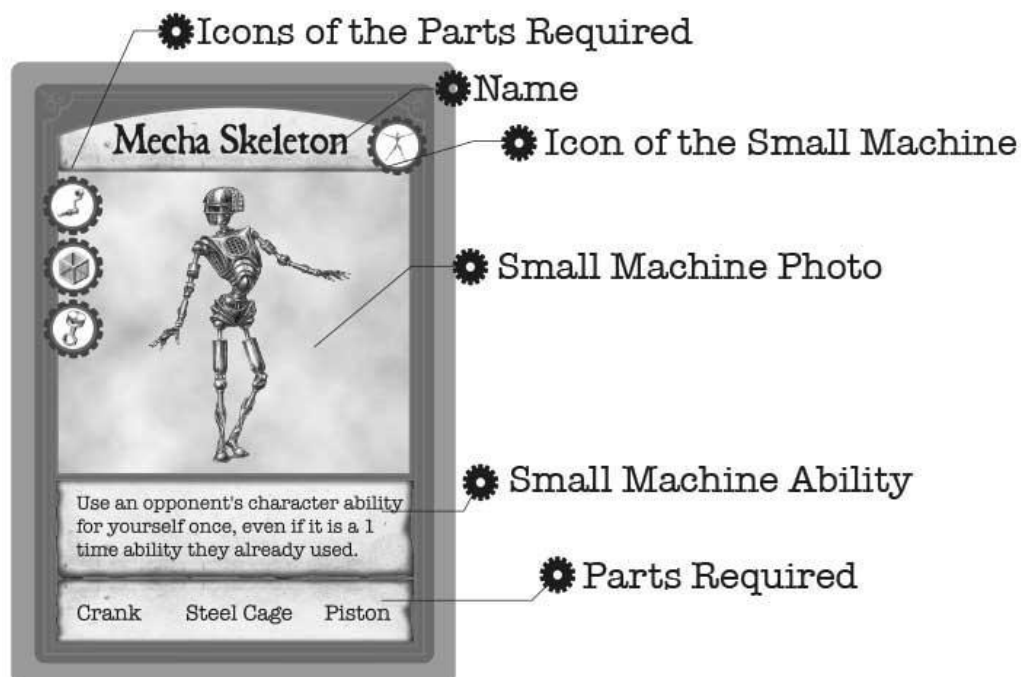 Icons of the Parts Required
Name
Mecha Skeleton
Icon of the Small Machine
Small Machine Photo
Small Machine Ability
Use an opponent's character ability
for yourself once, even if it is a 1
time ability they already used.
Parts Required
Crank Steel Cage Piston